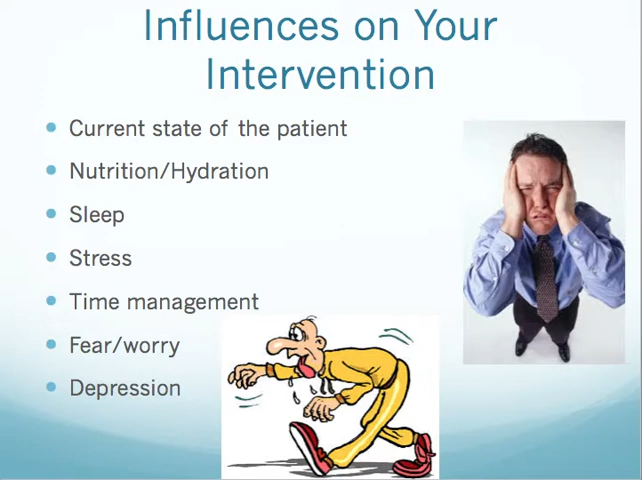 Influences on Your
Intervention
Current state of the patient
Nutrition/Hydration
Sleep
Stress
Time management
Fear/worry
Depression